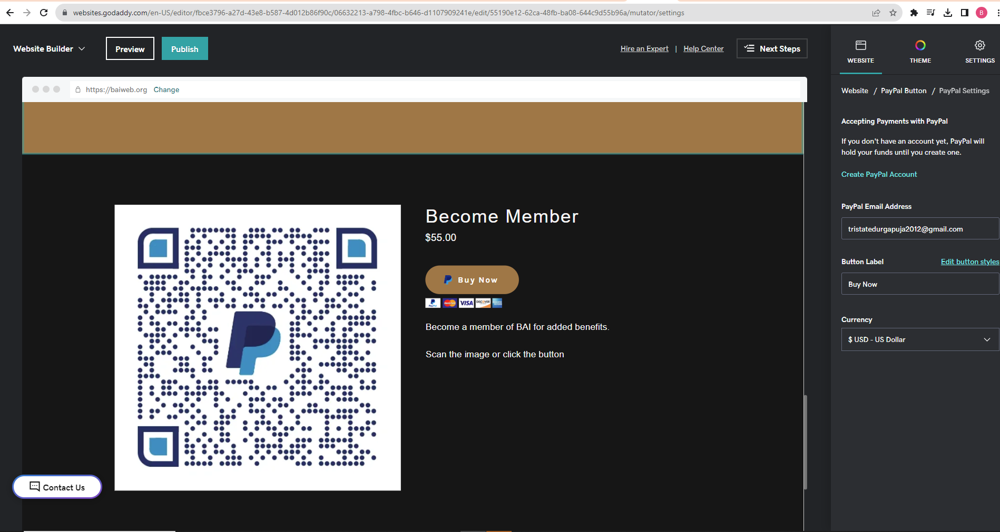 websites.godaddy.com/en-US/editor/fbce3796-a27d-43e8-b587-4d012b86f90c/06632213-a798-4fbc-b646-d1107909241e/edit/55190e12-62ca-48fb-ba08-644c9d55b96a/mutator/settings
B
Website Builder
Preview
Publish
Hire an Expert | Help Center
Next Steps
WEBSITE
THEME
SETTINGS
https://baiweb.org Change
Website / PayPal Button / PayPal Settings
Accepting Payments with PayPal
If you don't have an account yet, PayPal will
hold your funds until you create one.
Create PayPal Account
PayPal Email Address
tristatedurgapuja2012@gmail.com
Button Label
Edit button styles
Buy Now
Currency
$ USD - US Dollar
Become Member
$55.00
Buy Now
PayPal
MasterCard
VISA
DISCOVER
Become a member of BAI for added benefits.
Scan the image or click the button
Contact Us